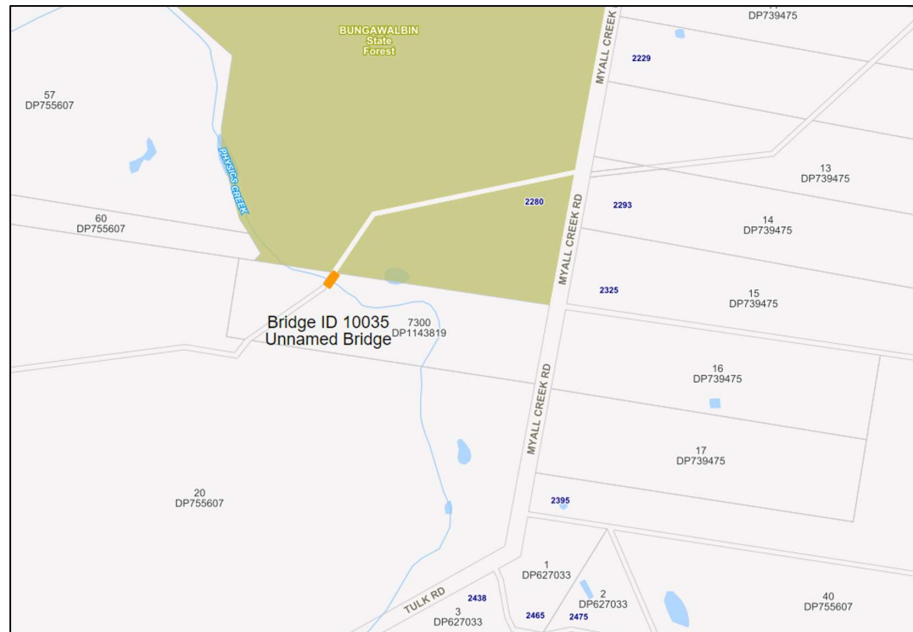 DP739475
BUNGAWALBIN
State
Forest
MYALL CREEK
2229
57
DP755607
PHYSICS CREEK
13
DP739475
2280
2293
60
DP755607
14
DP739475
MYALL CREEK RD
2325
15
DP739475
Bridge ID 10035
Unnamed Bridge
7300
DP1143819
16
DP739475
MYALL CREEK RD
17
DP739475
20
DP755607
2395
1
DP627033
TULK RD
2438
3
DP627033
2465
2475
2
DP627033
40
DP755607